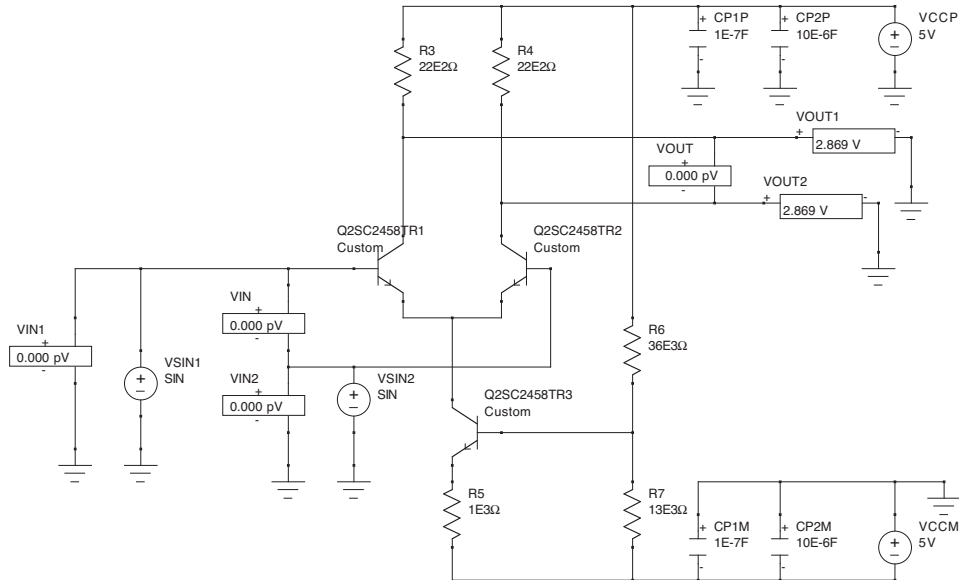 CP1P
1E-7F
CP2P
10E-6F
VCCP
5V
R3
22E2Ω
R4
22E2Ω
VOUT1
2.869 V
VOUT
0.000 pV
VOUT2
2.869 V
Q2SC2458TR1
Custom
Q2SC2458TR2
Custom
VIN1
0.000 pV
VSIN1
SIN
VIN
0.000 pV
VIN2
0.000 pV
VSIN2
SIN
R6
36E3Ω
Q2SC2458TR3
Custom
R5
1E3Ω
R7
13E3Ω
CP1M
1E-7F
CP2M
10E-6F
VCCM
5V